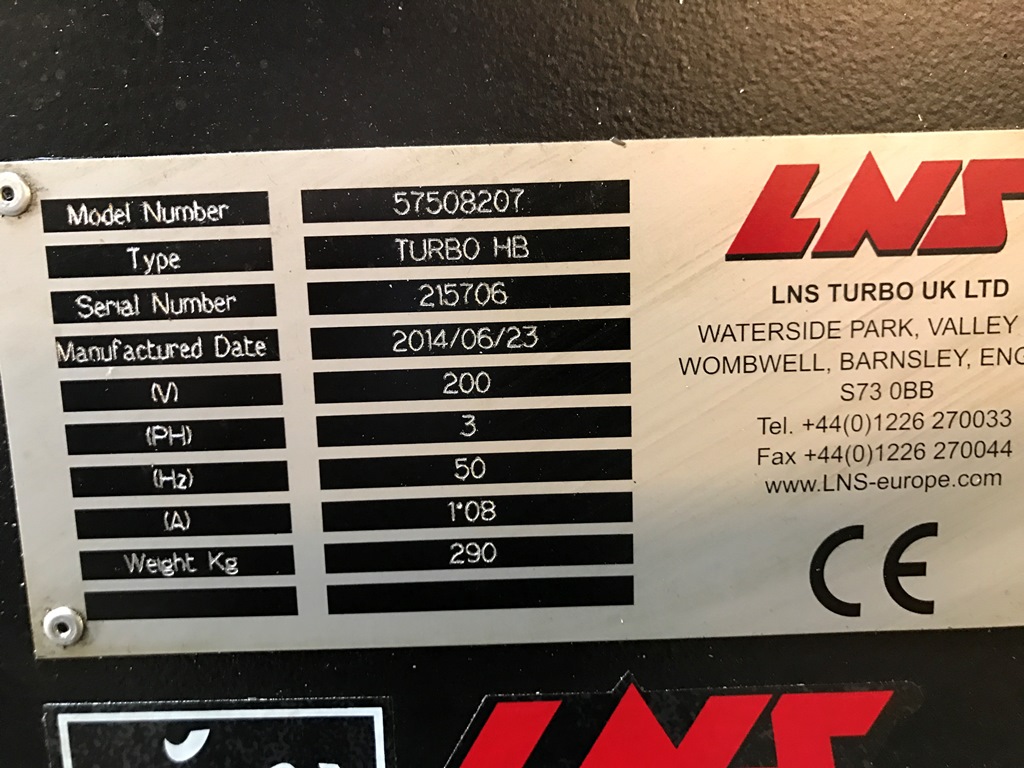 Model Number 57508207
Type TURBO HB
Serial Number 215706
Manufactured Date 2014/06/23
(V) 200
(PH) 3
(Hz) 50
(A) 1·08
Weight Kg 290
LNS
LNS TURBO UK LTD
WATERSIDE PARK, VALLEY
WOMBWELL, BARNSLEY,
S73 0BB
Tel. +44(0)1226 270033
Fax +44(0)1226 270044
www.LNS-europe.com
CE
LNS